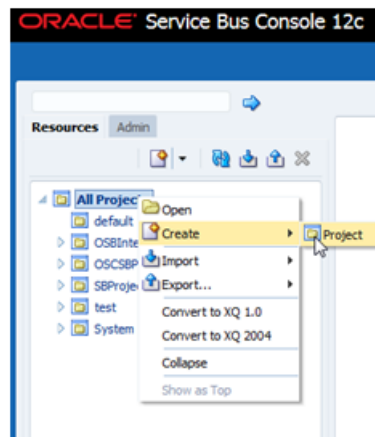 ORACLE Service Bus Console 12c
Resources Admin
All Project
default
OSBInte
OSCSBP
SBProje
test
System
Open
Create
Project
Import
Export...
Convert to XQ 1.0
Convert to XQ 2004
Collapse
Show as Top